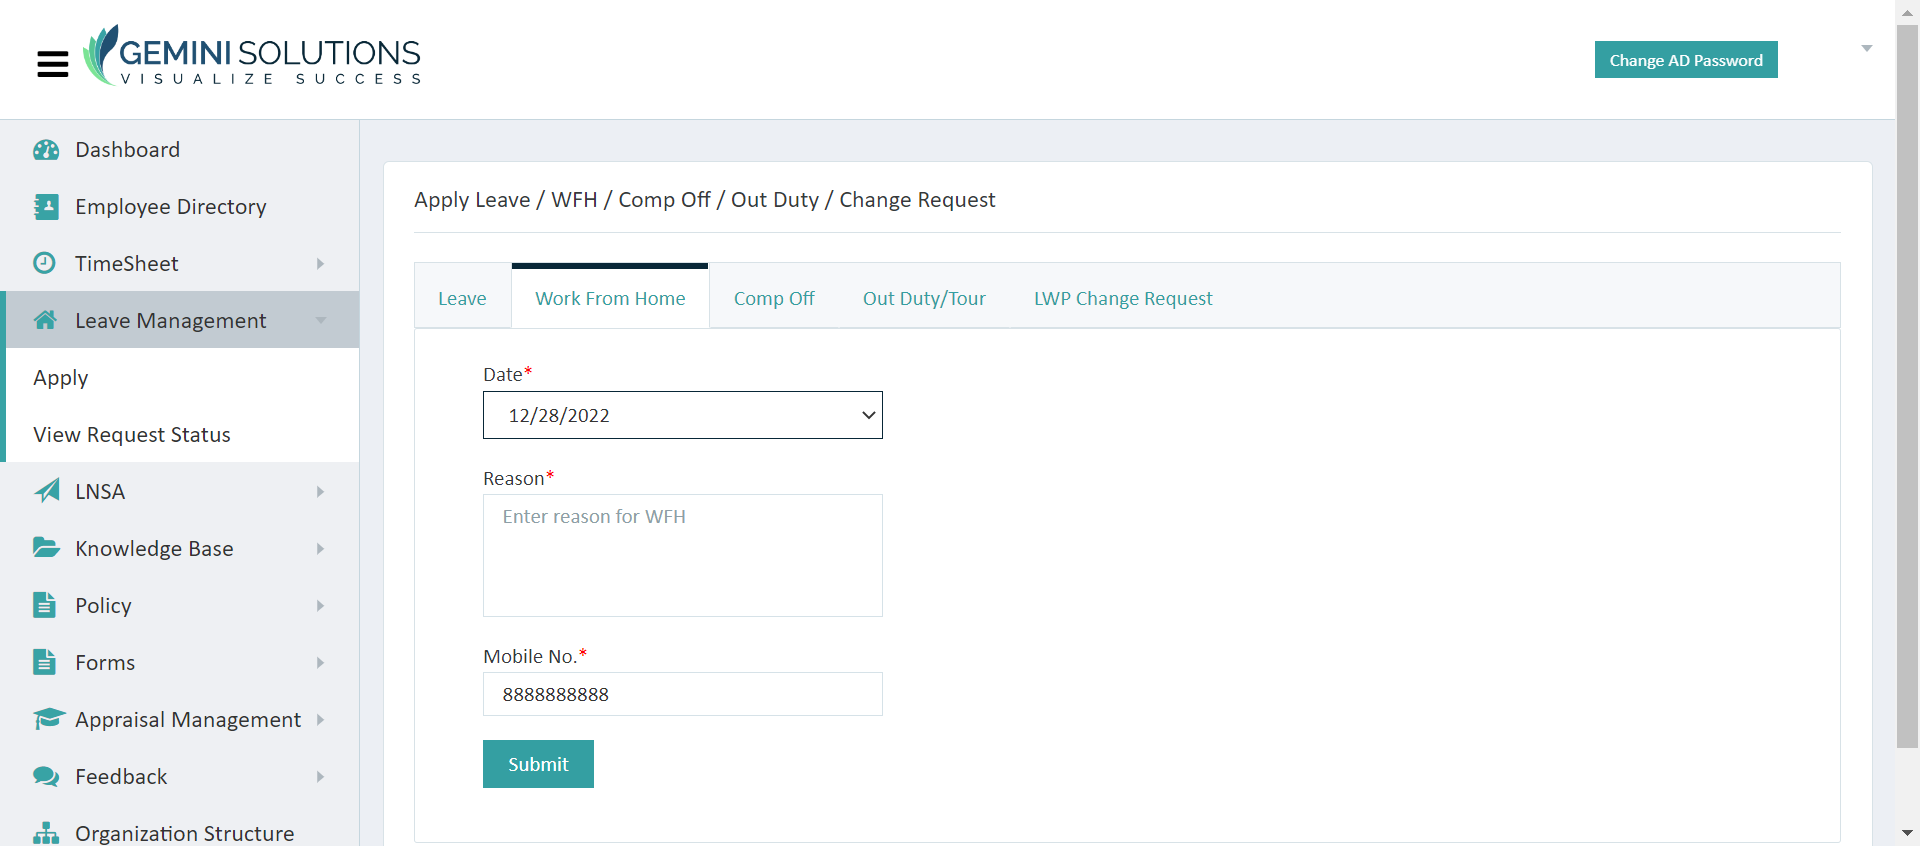 GEMINI SOLUTIONS
VISUALIZE SUCCESS
Change AD Password
Dashboard
Employee Directory
TimeSheet
Leave Management
Apply
View Request Status
LNSA
Knowledge Base
Policy
Forms
Appraisal Management
Feedback
Organization Structure
Apply Leave / WFH / Comp Off / Out Duty / Change Request
Leave Work From Home Comp Off Out Duty/Tour LWP Change Request
Date*
12/28/2022
Reason*
Enter reason for WFH
Mobile No.*
8888888888
Submit